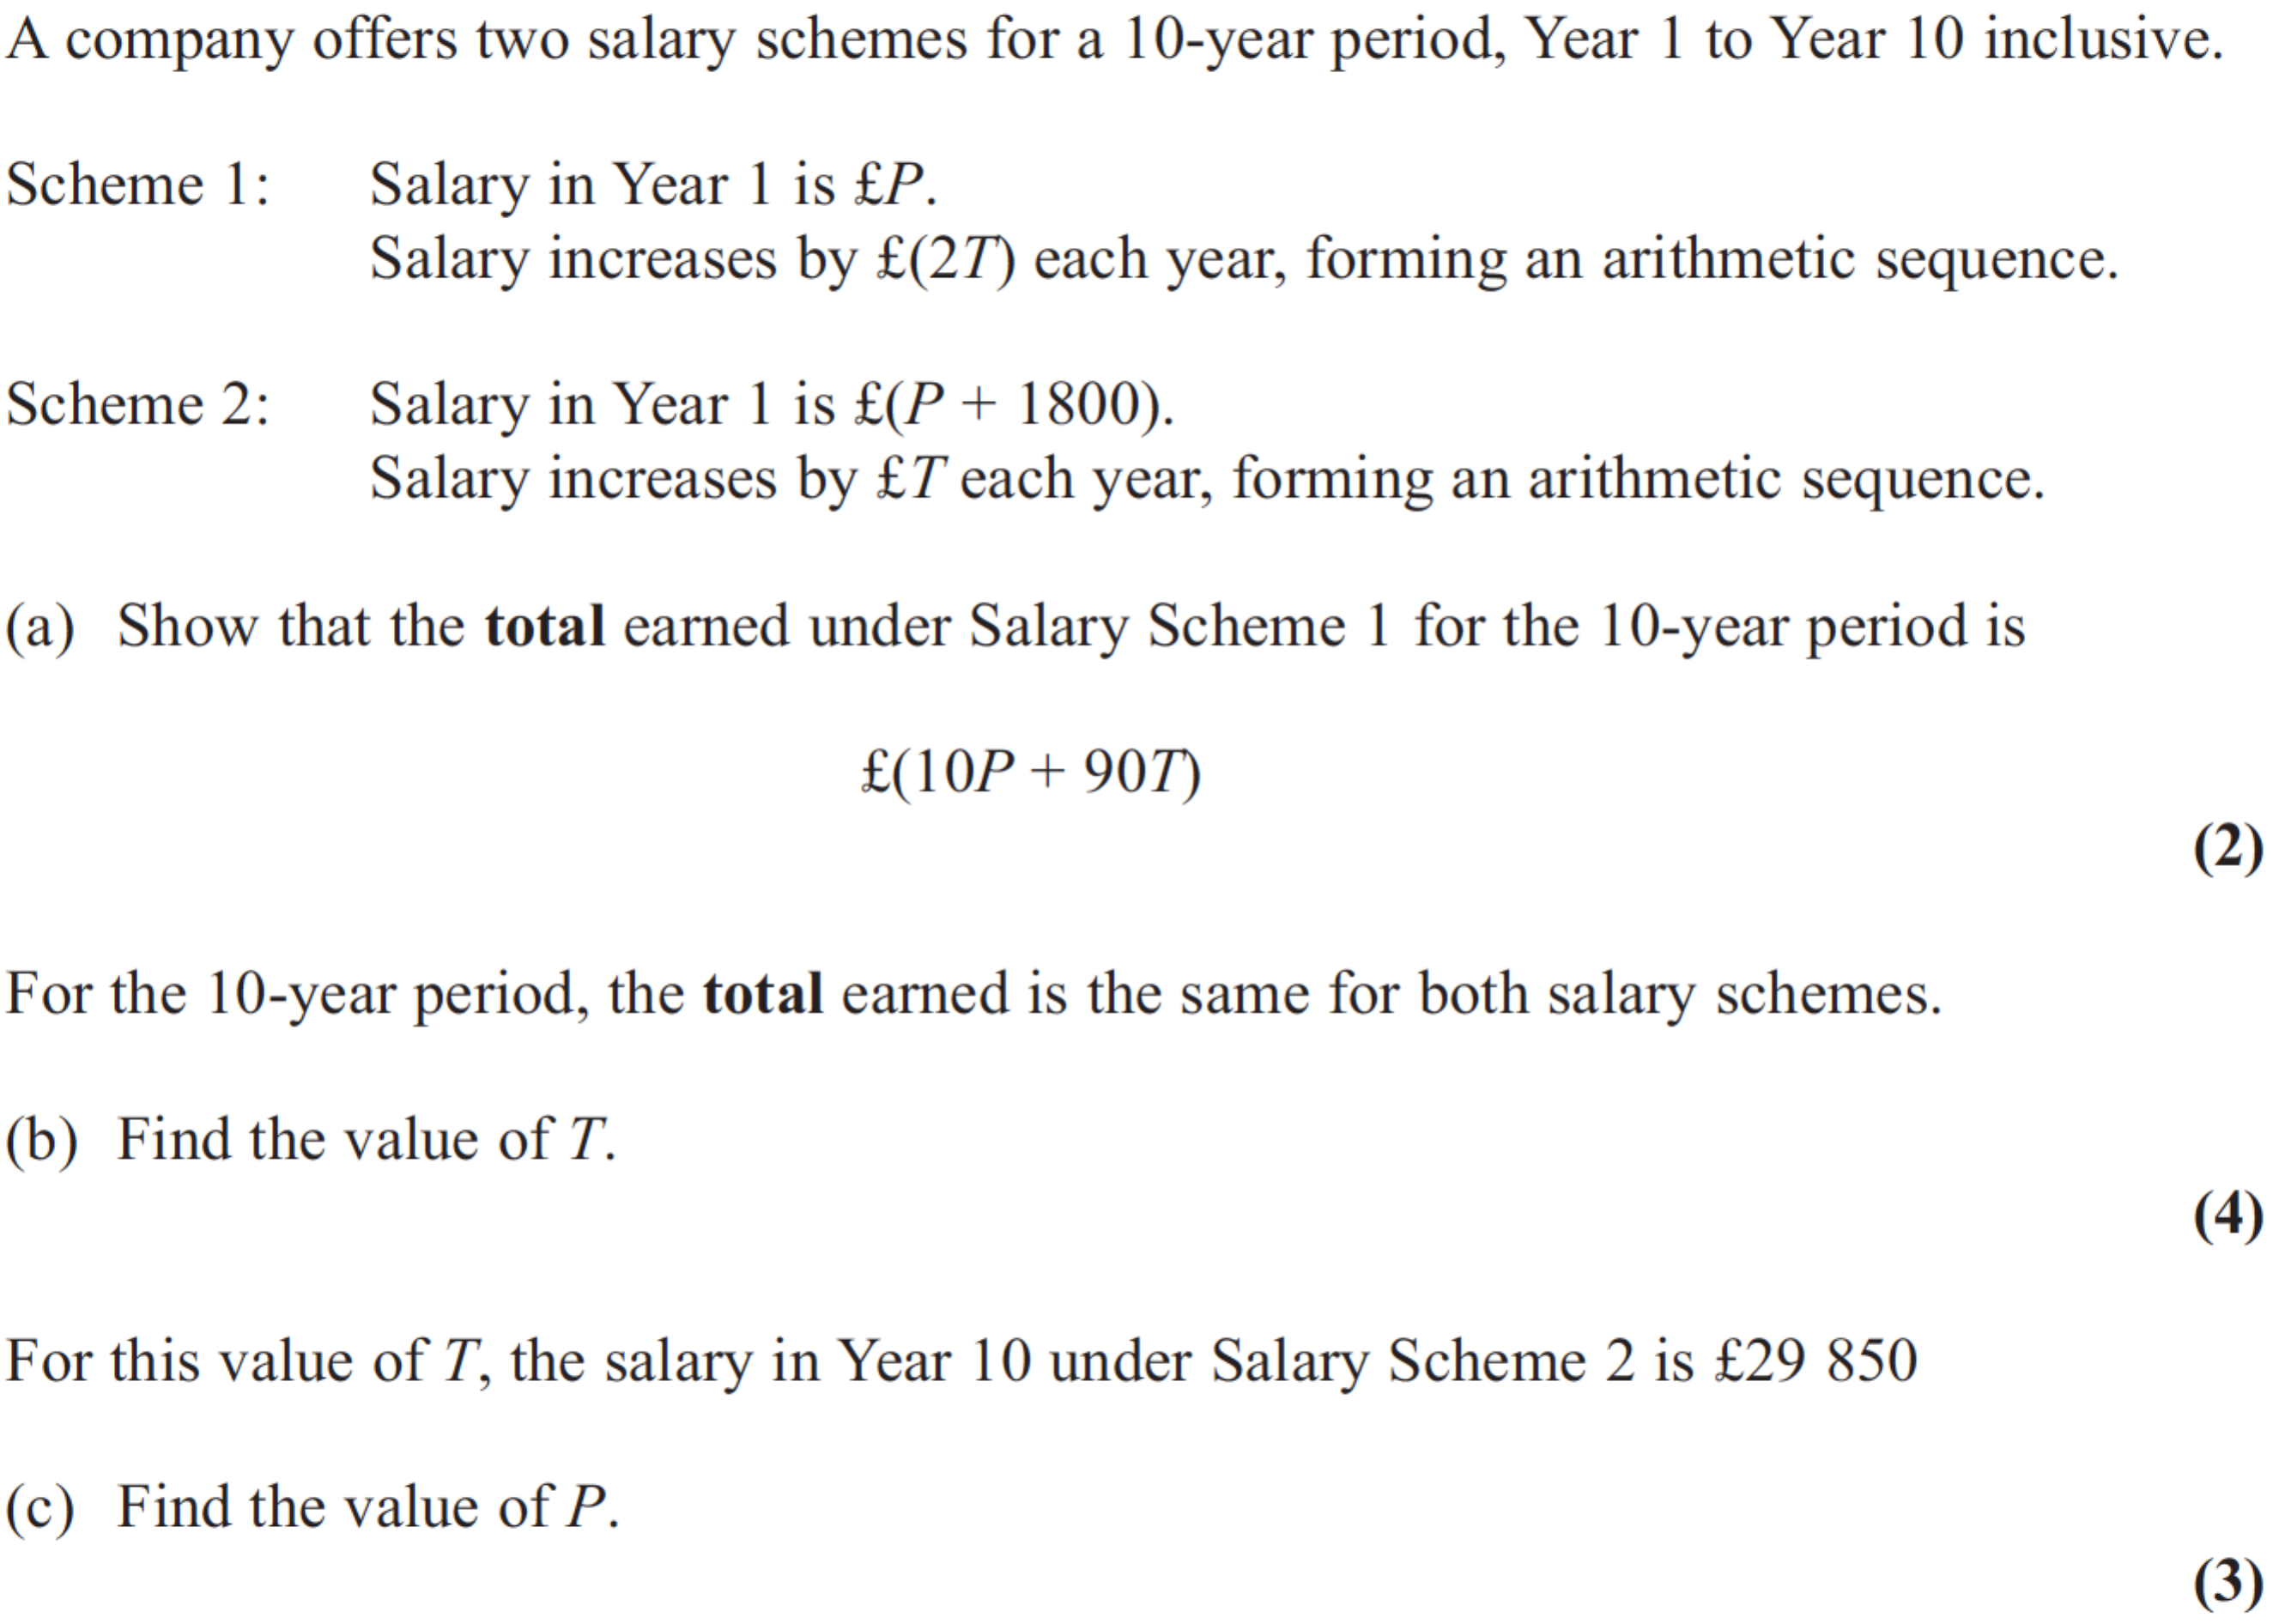 A company offers two salary schemes for a 10-year period, Year 1 to Year 10 inclusive.
Scheme 1: Salary in Year 1 is £P.
Salary increases by £(2T) each year, forming an arithmetic sequence.
Scheme 2: Salary in Year 1 is £(P + 1800).
Salary increases by £T each year, forming an arithmetic sequence.
(a) Show that the total earned under Salary Scheme 1 for the 10-year period is
£(10P + 90T)
(2)
For the 10-year period, the total earned is the same for both salary schemes.
(b) Find the value of T.
(4)
For this value of T, the salary in Year 10 under Salary Scheme 2 is £29 850
(c) Find the value of P.
(3)